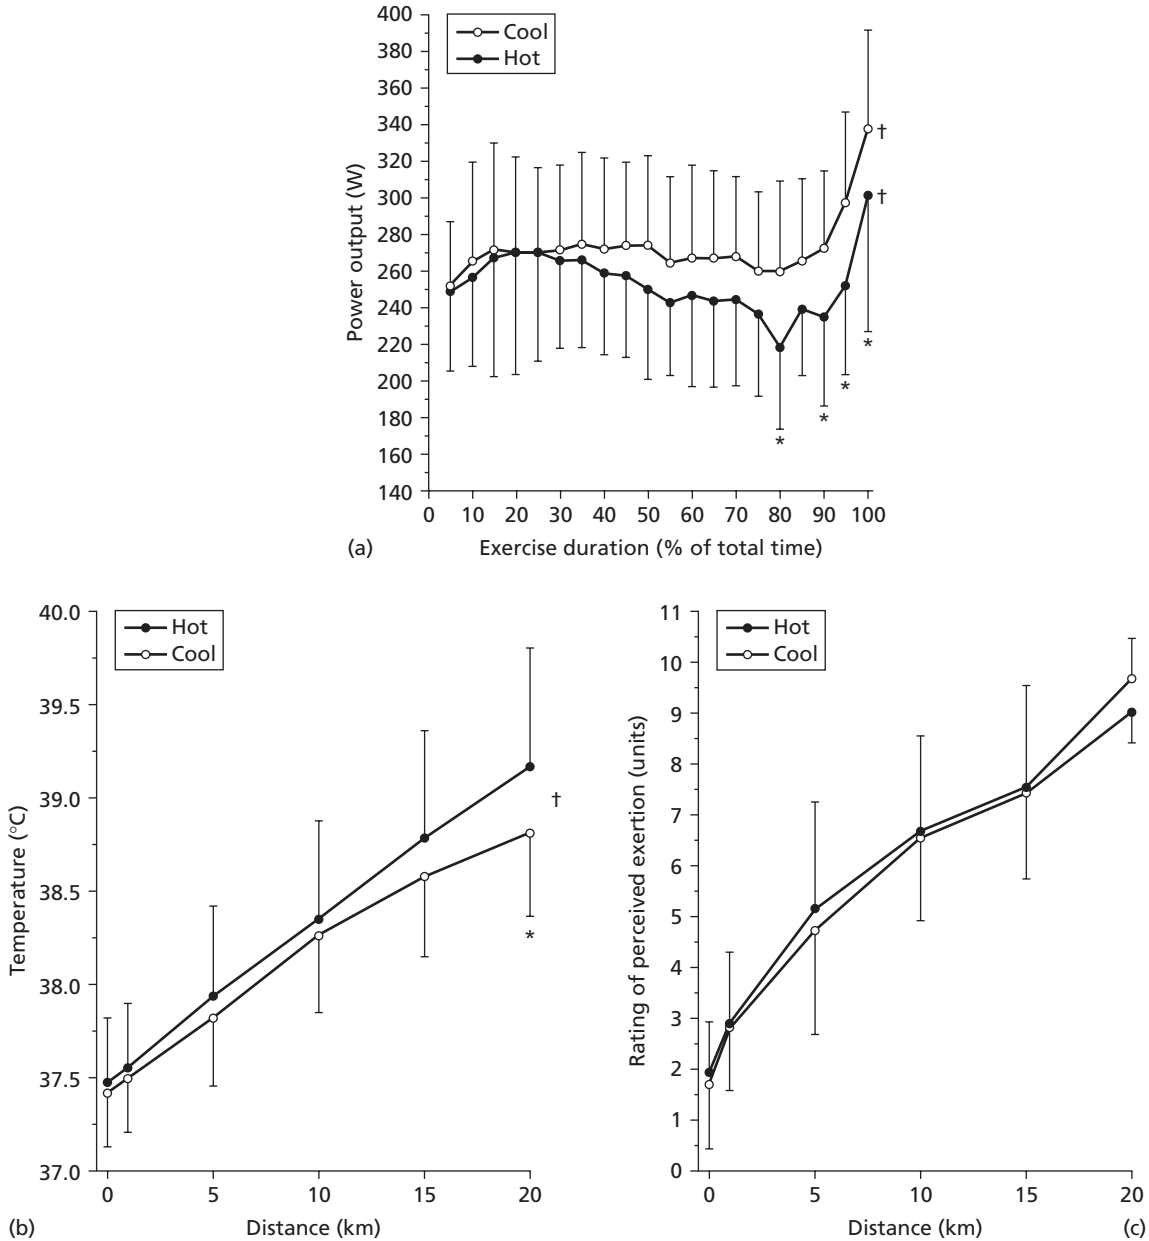 400
380
360
340
320
300
280
260
240
220
200
180
160
140
Power output (W)
Cool
Hot
†
†
*
*
*
*
0 10 20 30 40 50 60 70 80 90 100
(a) Exercise duration (% of total time)
40.0
39.5
39.0
38.5
38.0
37.5
37.0
Temperature (°C)
Hot
Cool
†
*
0 5 10 15 20
(b) Distance (km)
11
10
9
8
7
6
5
4
3
2
1
0
Rating of perceived exertion (units)
Hot
Cool
0 5 10 15 20
Distance (km) (c)